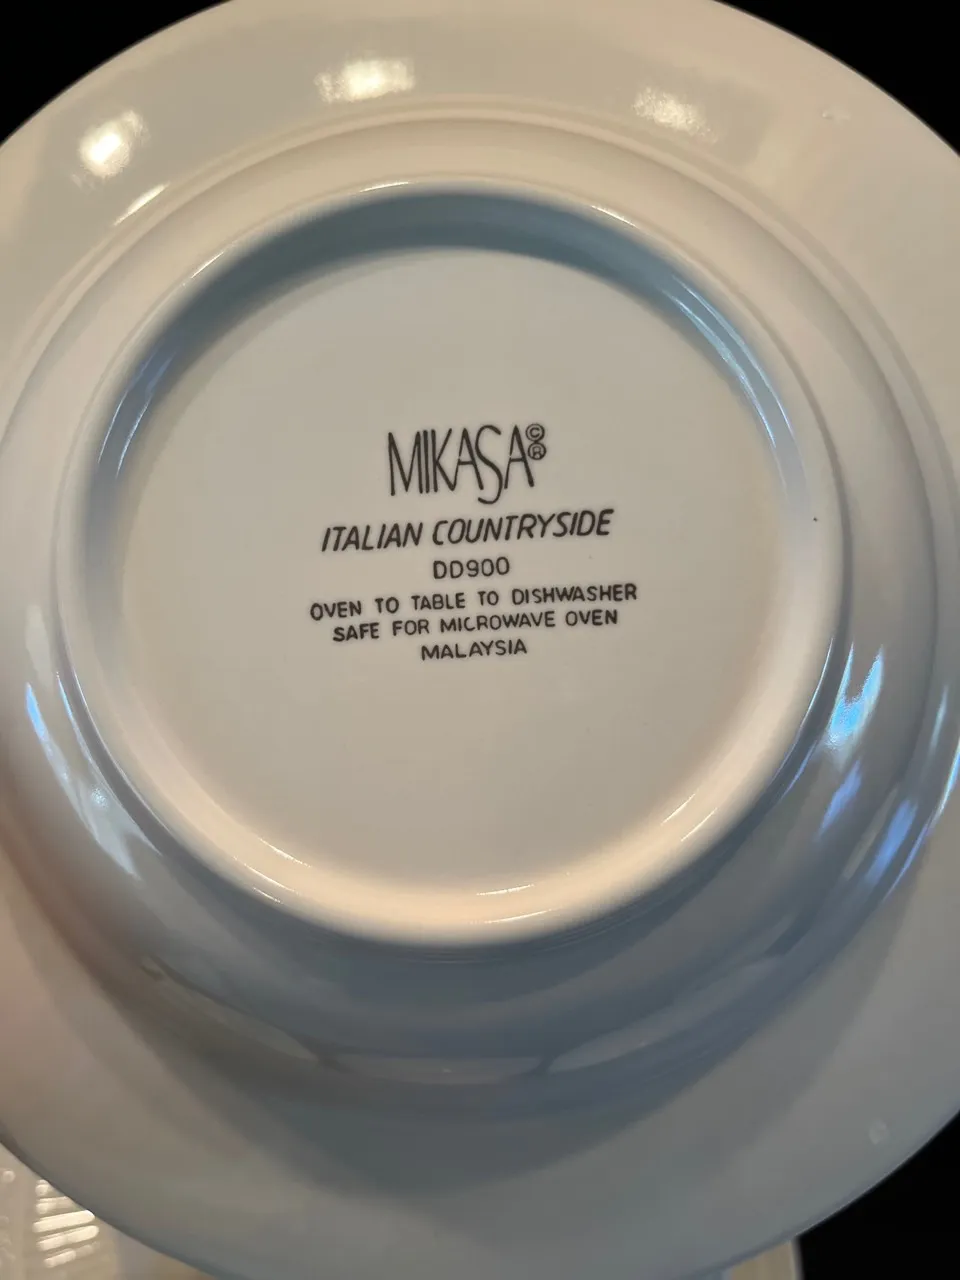 MIKASA©®
ITALIAN COUNTRYSIDE
DD900
OVEN TO TABLE TO DISHWASHER
SAFE FOR MICROWAVE OVEN
MALAYSIA